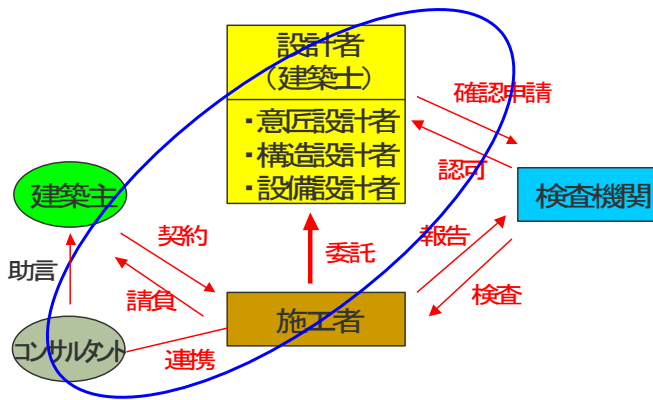 設計者
（建築士）
・意匠設計者
・構造設計者
・設備設計者
確認申請
認可
建築主
検査機関
契約
報告
委託
助言
請負
検査
施工者
コンサルタント
連携